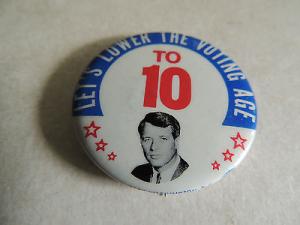 LET'S LOWER THE VOTING AGE
TO
10